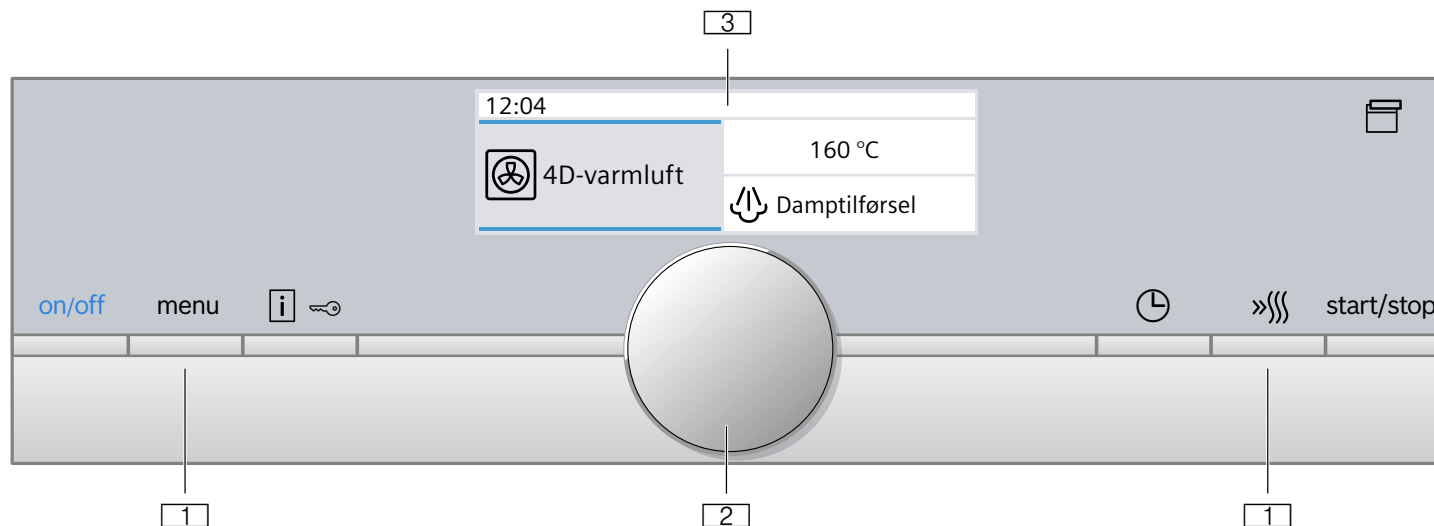 3
12:04
160 °C
4D-varmluft
Damptilførsel
on/off menu i » start/stop
1 2 1